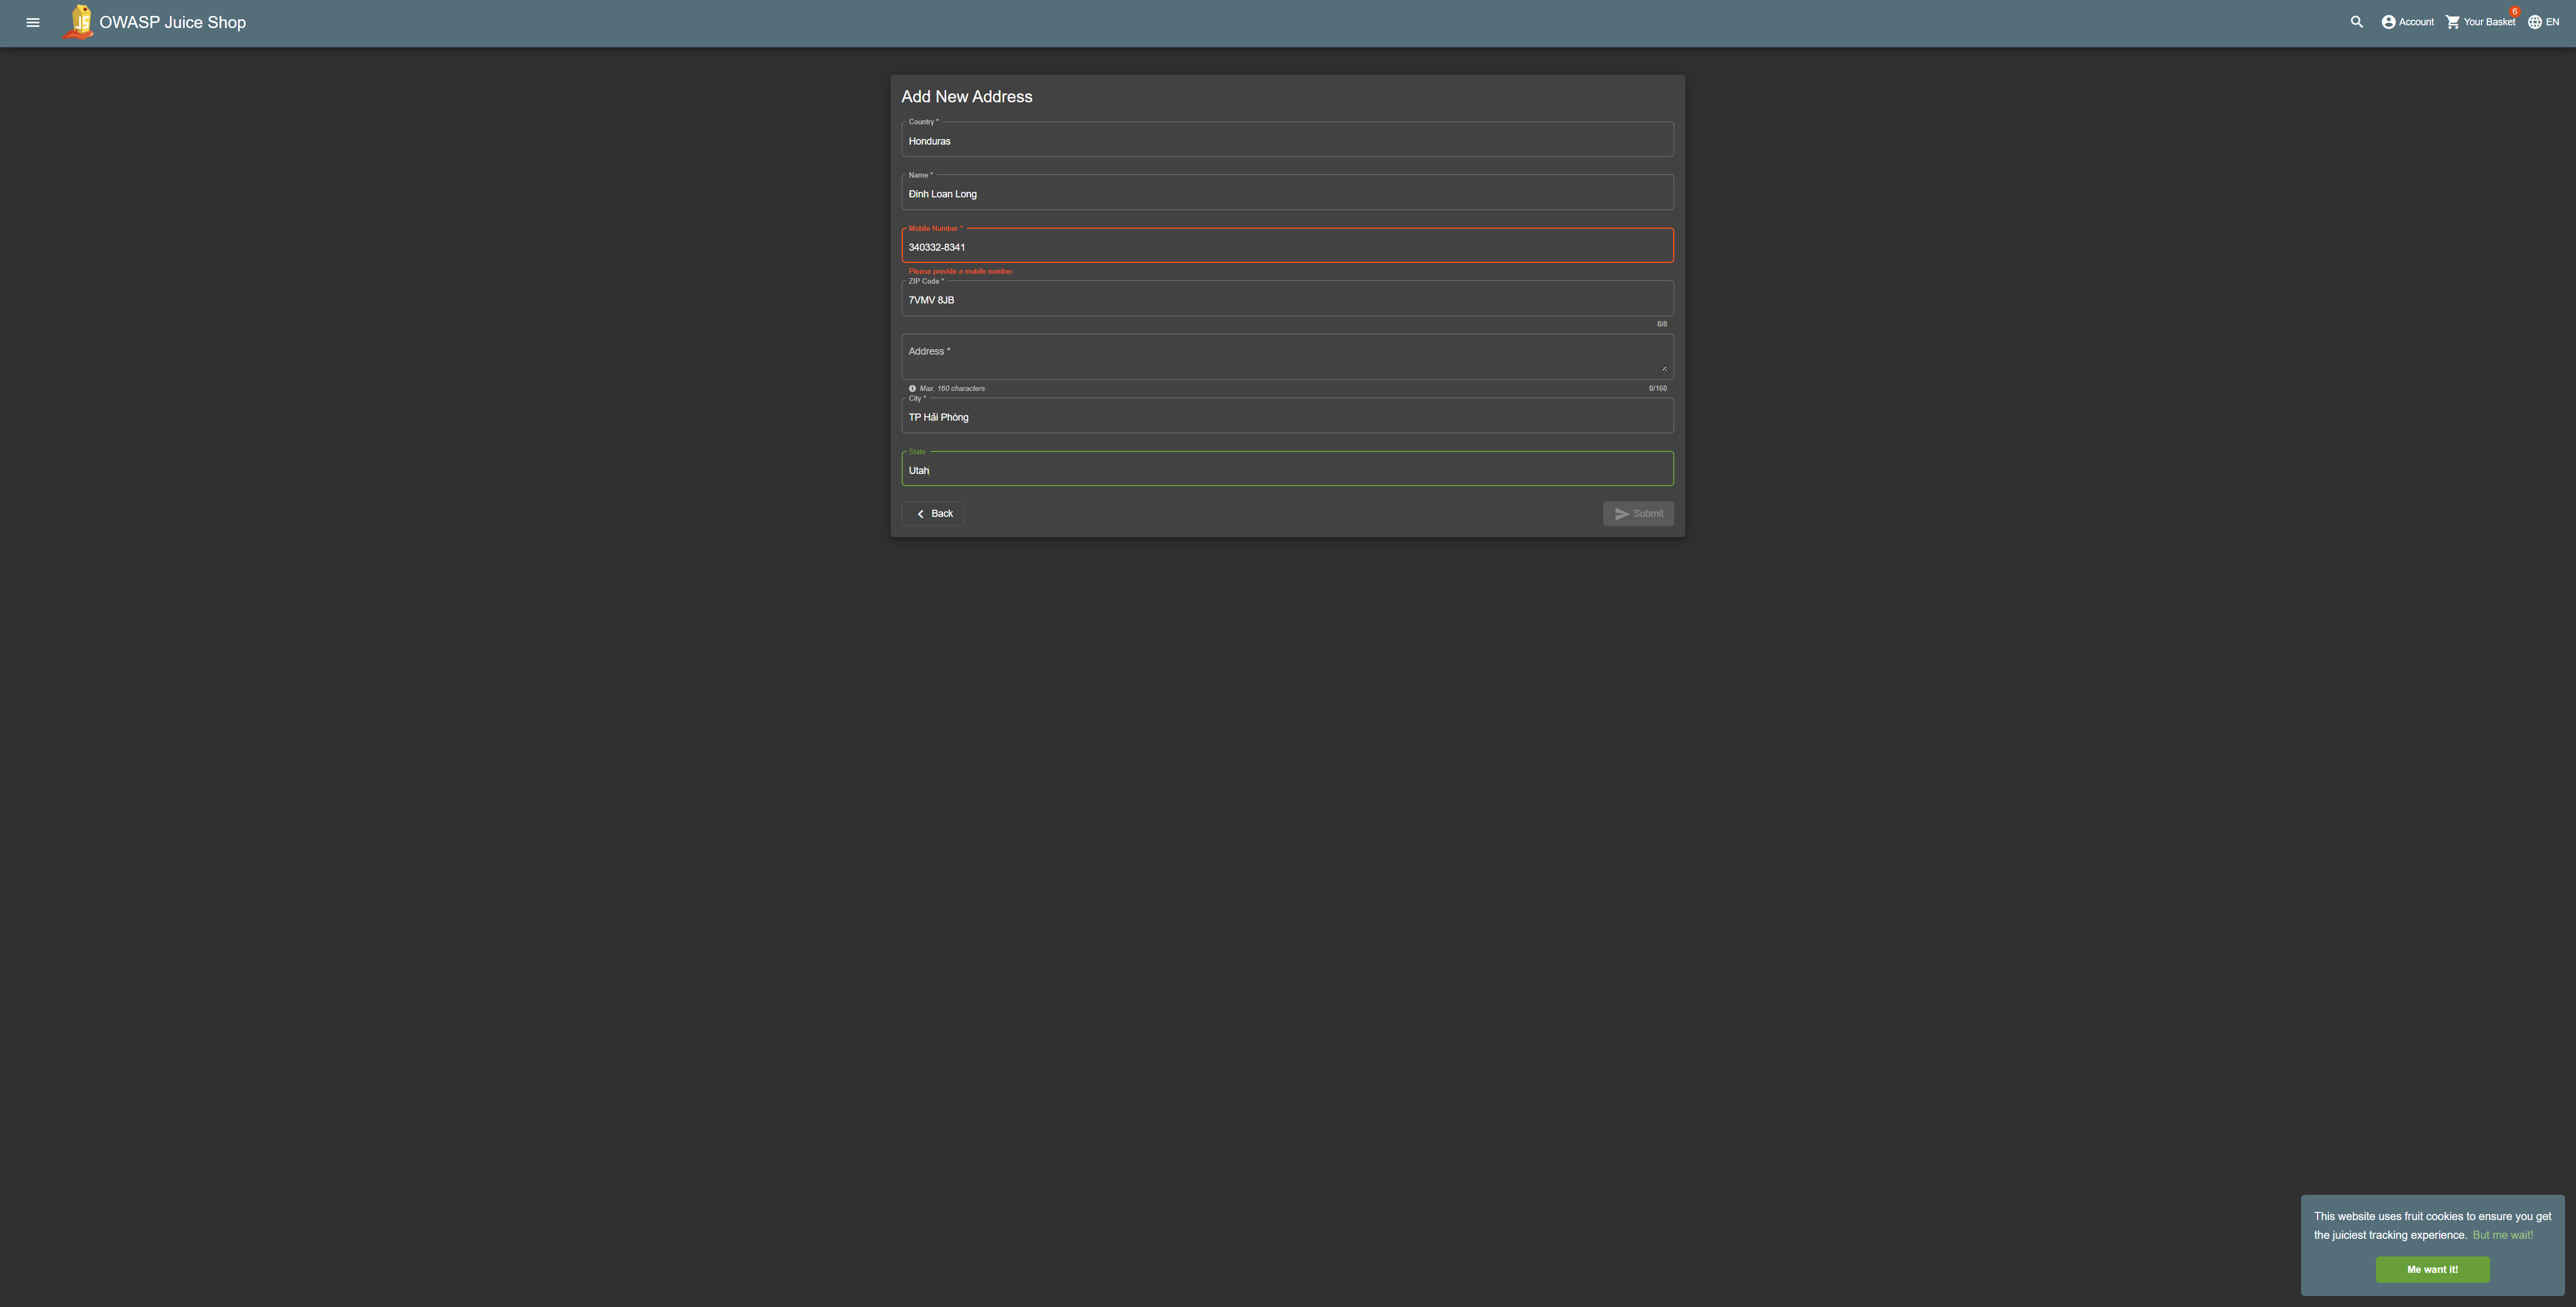 OWASP Juice Shop
Account
Your Basket
6
EN
Add New Address
Country *
Honduras
Name *
Đinh Loan Long
Mobile Number *
340332-8341
Please provide a mobile number.
ZIP Code *
7VMV 8JB
8/8
Address *
Max. 160 characters
0/160
City *
TP Hải Phòng
State
Utah
Back
Submit
This website uses fruit cookies to ensure you get
the juiciest tracking experience. But me wait!
Me want it!